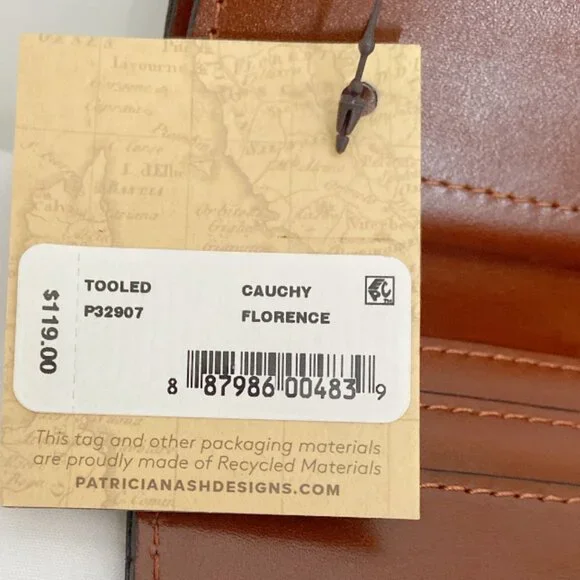 Livourne
TOOLED
P32907
CAUCHY
FLORENCE
$119.00
8 87986 00483 9
This tag and other packaging materials
are proudly made of Recycled Materials
PATRICIANASHDESIGNS.COM